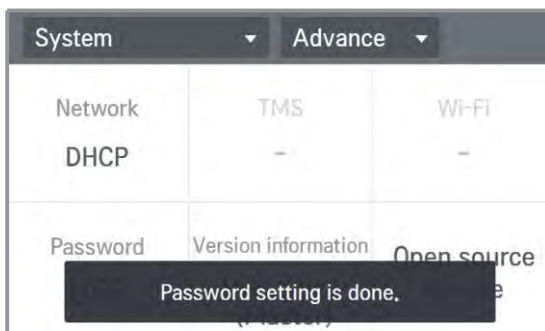 System Advance
Network TMS Wi-Fi
DHCP - -
Password Version information Open source
Password setting is done.